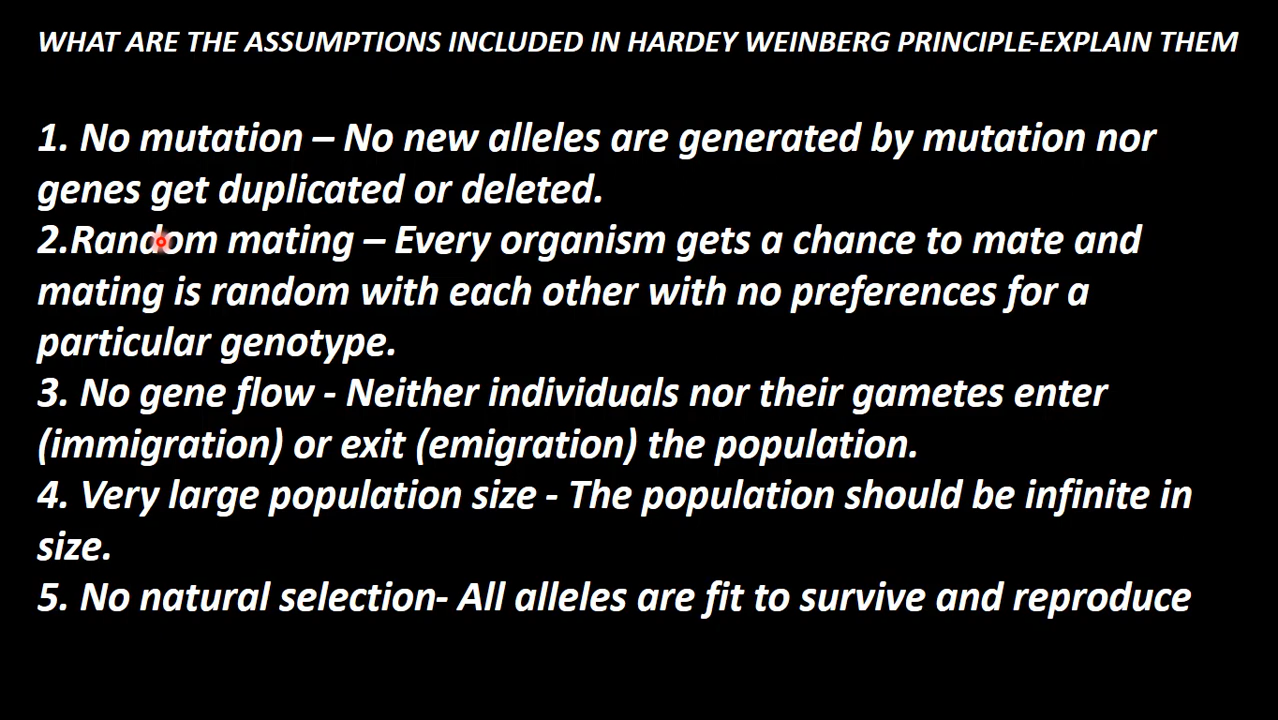 WHAT ARE THE ASSUMPTIONS INCLUDED IN HARDEY WEINBERG PRINCIPLE-EXPLAIN THEM
1. No mutation – No new alleles are generated by mutation nor
genes get duplicated or deleted.
2.Random mating – Every organism gets a chance to mate and
mating is random with each other with no preferences for a
particular genotype.
3. No gene flow - Neither individuals nor their gametes enter
(immigration) or exit (emigration) the population.
4. Very large population size - The population should be infinite in
size.
5. No natural selection- All alleles are fit to survive and reproduce